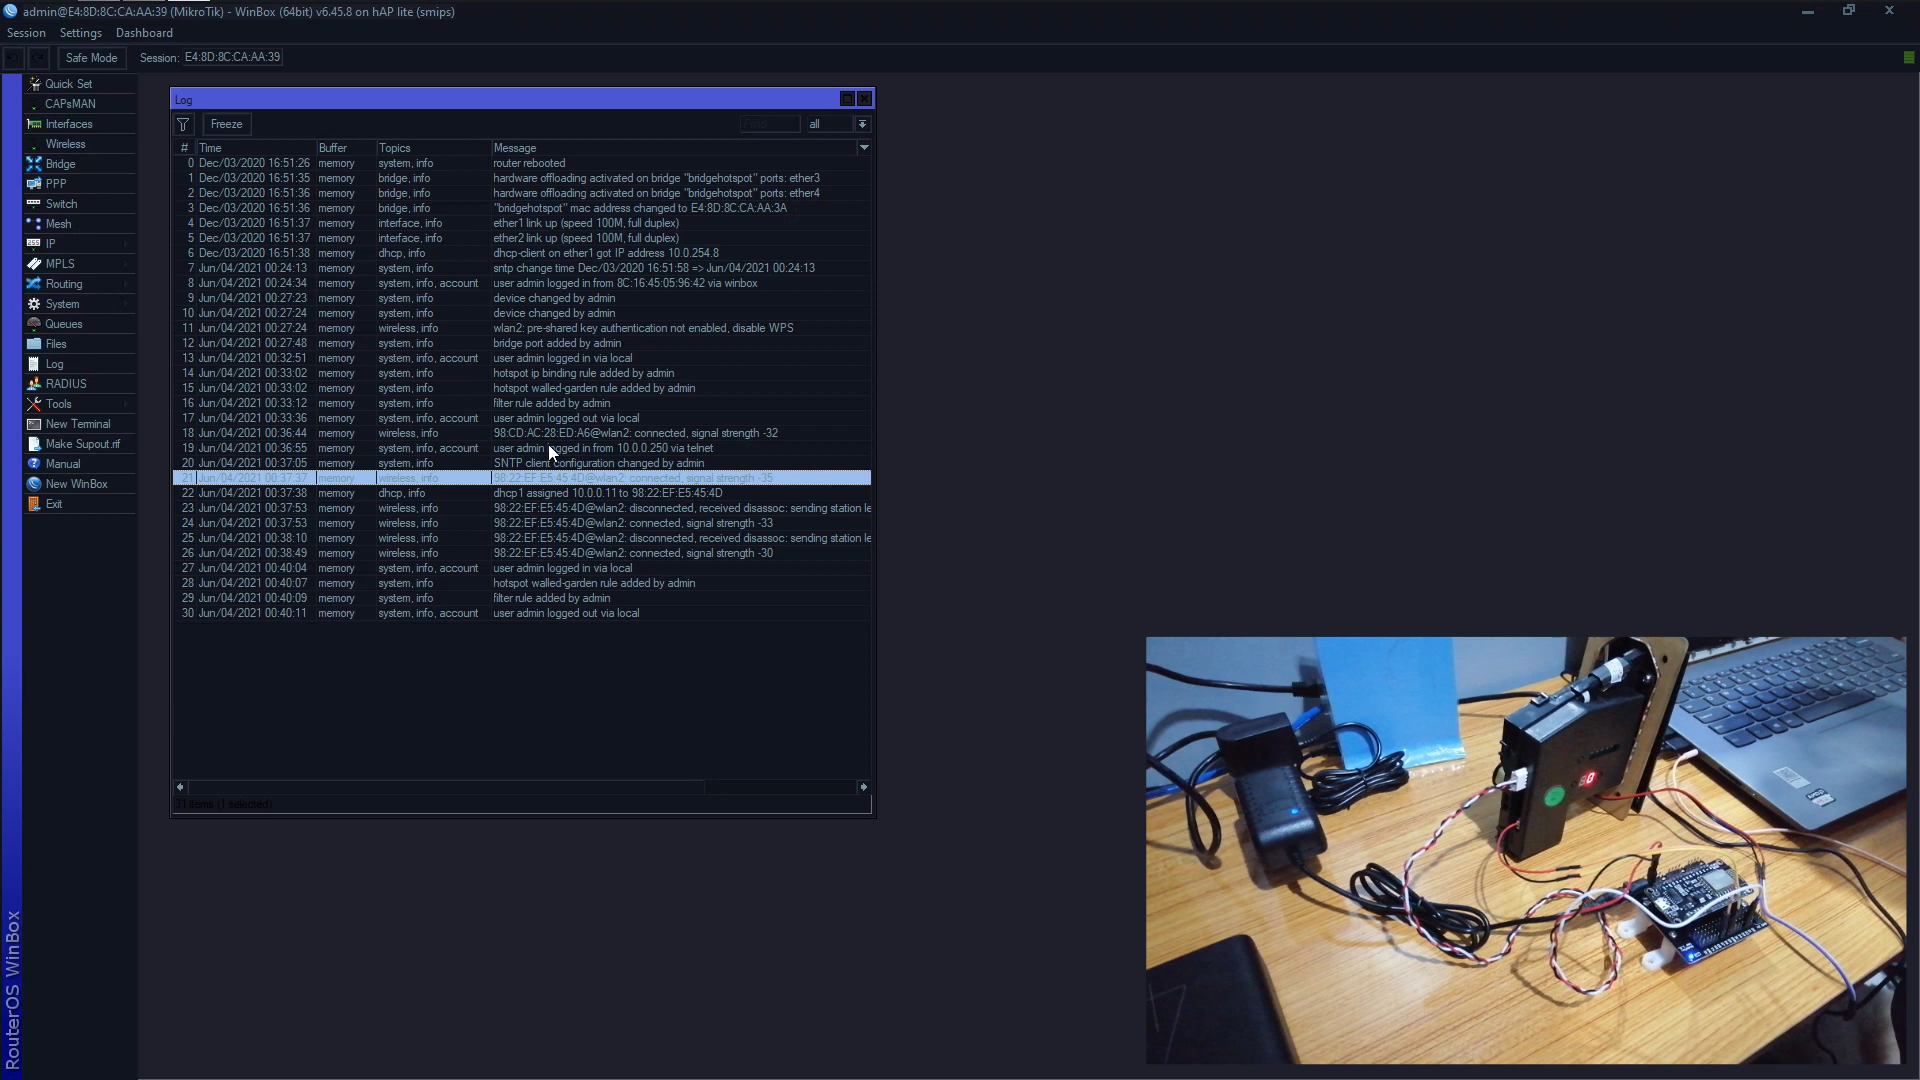 admin@E4:8D:8C:CA:AA:39 (MikroTik) - WinBox (64bit) v6.45.8 on hAP lite (smips)
Session Settings Dashboard
Safe Mode Session: E4:8D:8C:CA:AA:39
Quick Set
CAPsMAN
Interfaces
Wireless
Bridge
PPP
Switch
Mesh
IP
MPLS
Routing
System
Queues
Files
Log
RADIUS
Tools
New Terminal
Make Supout.rif
Manual
New WinBox
Exit
RouterOS WinBox
Log
Freeze Find all
# Time Buffer Topics Message
0 Dec/03/2020 16:51:26 memory system, info router rebooted
1 Dec/03/2020 16:51:35 memory bridge, info hardware offloading activated on bridge "bridgehotspot" ports: ether3
2 Dec/03/2020 16:51:36 memory bridge, info hardware offloading activated on bridge "bridgehotspot" ports: ether4
3 Dec/03/2020 16:51:36 memory bridge, info "bridgehotspot" mac address changed to E4:8D:8C:CA:AA:3A
4 Dec/03/2020 16:51:37 memory interface, info ether1 link up (speed 100M, full duplex)
5 Dec/03/2020 16:51:37 memory interface, info ether2 link up (speed 100M, full duplex)
6 Dec/03/2020 16:51:38 memory dhcp, info dhcp-client on ether1 got IP address 10.0.254.8
7 Jun/04/2021 00:24:13 memory system, info sntp change time Dec/03/2020 16:51:58 => Jun/04/2021 00:24:13
8 Jun/04/2021 00:24:34 memory system, info, account user admin logged in from 8C:16:45:05:96:42 via winbox
9 Jun/04/2021 00:27:23 memory system, info device changed by admin
10 Jun/04/2021 00:27:24 memory system, info device changed by admin
11 Jun/04/2021 00:27:24 memory wireless, info wlan2: pre-shared key authentication not enabled, disable WPS
12 Jun/04/2021 00:27:48 memory system, info bridge port added by admin
13 Jun/04/2021 00:32:51 memory system, info, account user admin logged in via local
14 Jun/04/2021 00:33:02 memory system, info hotspot ip binding rule added by admin
15 Jun/04/2021 00:33:02 memory system, info hotspot walled-garden rule added by admin
16 Jun/04/2021 00:33:12 memory system, info filter rule added by admin
17 Jun/04/2021 00:33:36 memory system, info, account user admin logged out via local
18 Jun/04/2021 00:36:44 memory wireless, info 98:CD:AC:28:ED:A6@wlan2: connected, signal strength -32
19 Jun/04/2021 00:36:55 memory system, info, account user admin logged in from 10.0.0.250 via telnet
20 Jun/04/2021 00:37:05 memory system, info SNTP client configuration changed by admin
21 Jun/04/2021 00:37:37 memory wireless, info 98:22:EF:E5:45:4D@wlan2: connected, signal strength -35
22 Jun/04/2021 00:37:38 memory dhcp, info dhcp1 assigned 10.0.0.11 to 98:22:EF:E5:45:4D
23 Jun/04/2021 00:37:53 memory wireless, info 98:22:EF:E5:45:4D@wlan2: disconnected, received disassoc: sending station le
24 Jun/04/2021 00:37:53 memory wireless, info 98:22:EF:E5:45:4D@wlan2: connected, signal strength -33
25 Jun/04/2021 00:38:10 memory wireless, info 98:22:EF:E5:45:4D@wlan2: disconnected, received disassoc: sending station le
26 Jun/04/2021 00:38:49 memory wireless, info 98:22:EF:E5:45:4D@wlan2: connected, signal strength -30
27 Jun/04/2021 00:40:04 memory system, info, account user admin logged in via local
28 Jun/04/2021 00:40:07 memory system, info hotspot walled-garden rule added by admin
29 Jun/04/2021 00:40:09 memory system, info filter rule added by admin
30 Jun/04/2021 00:40:11 memory system, info, account user admin logged out via local
31 items (1 selected)